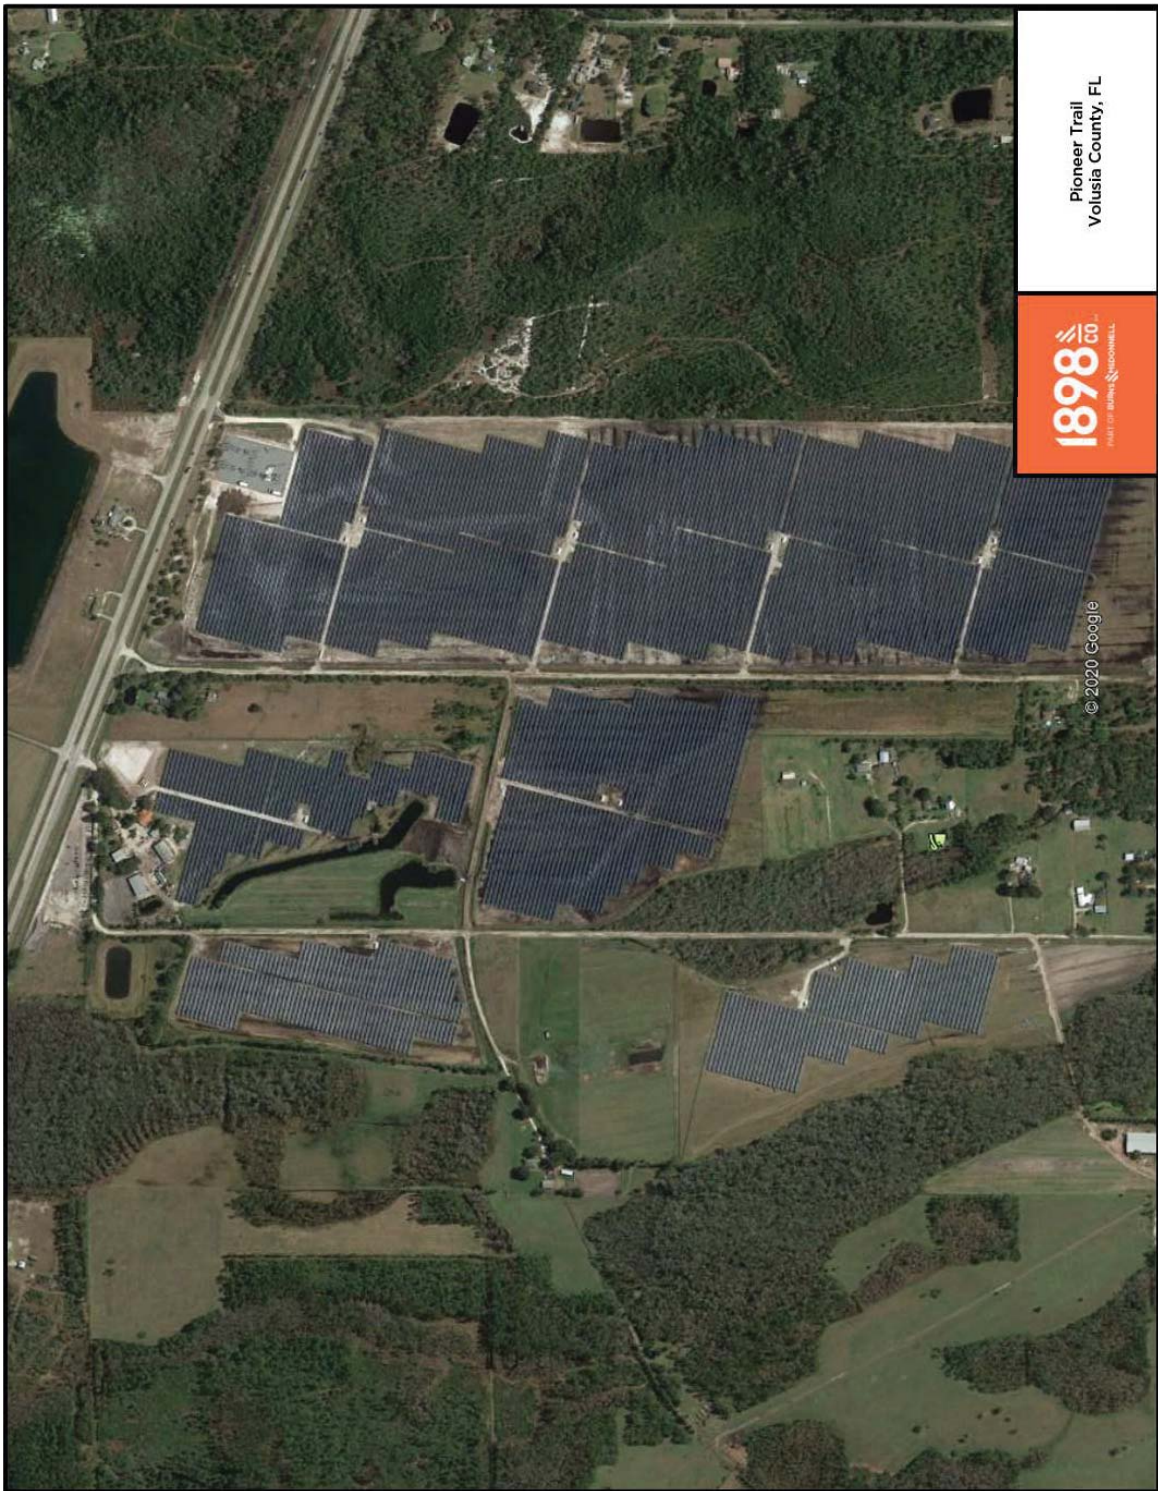 Pioneer Trail
Volusia County, FL
1898
CO
PART OF BURNS MCDONNELL
© 2020 Google